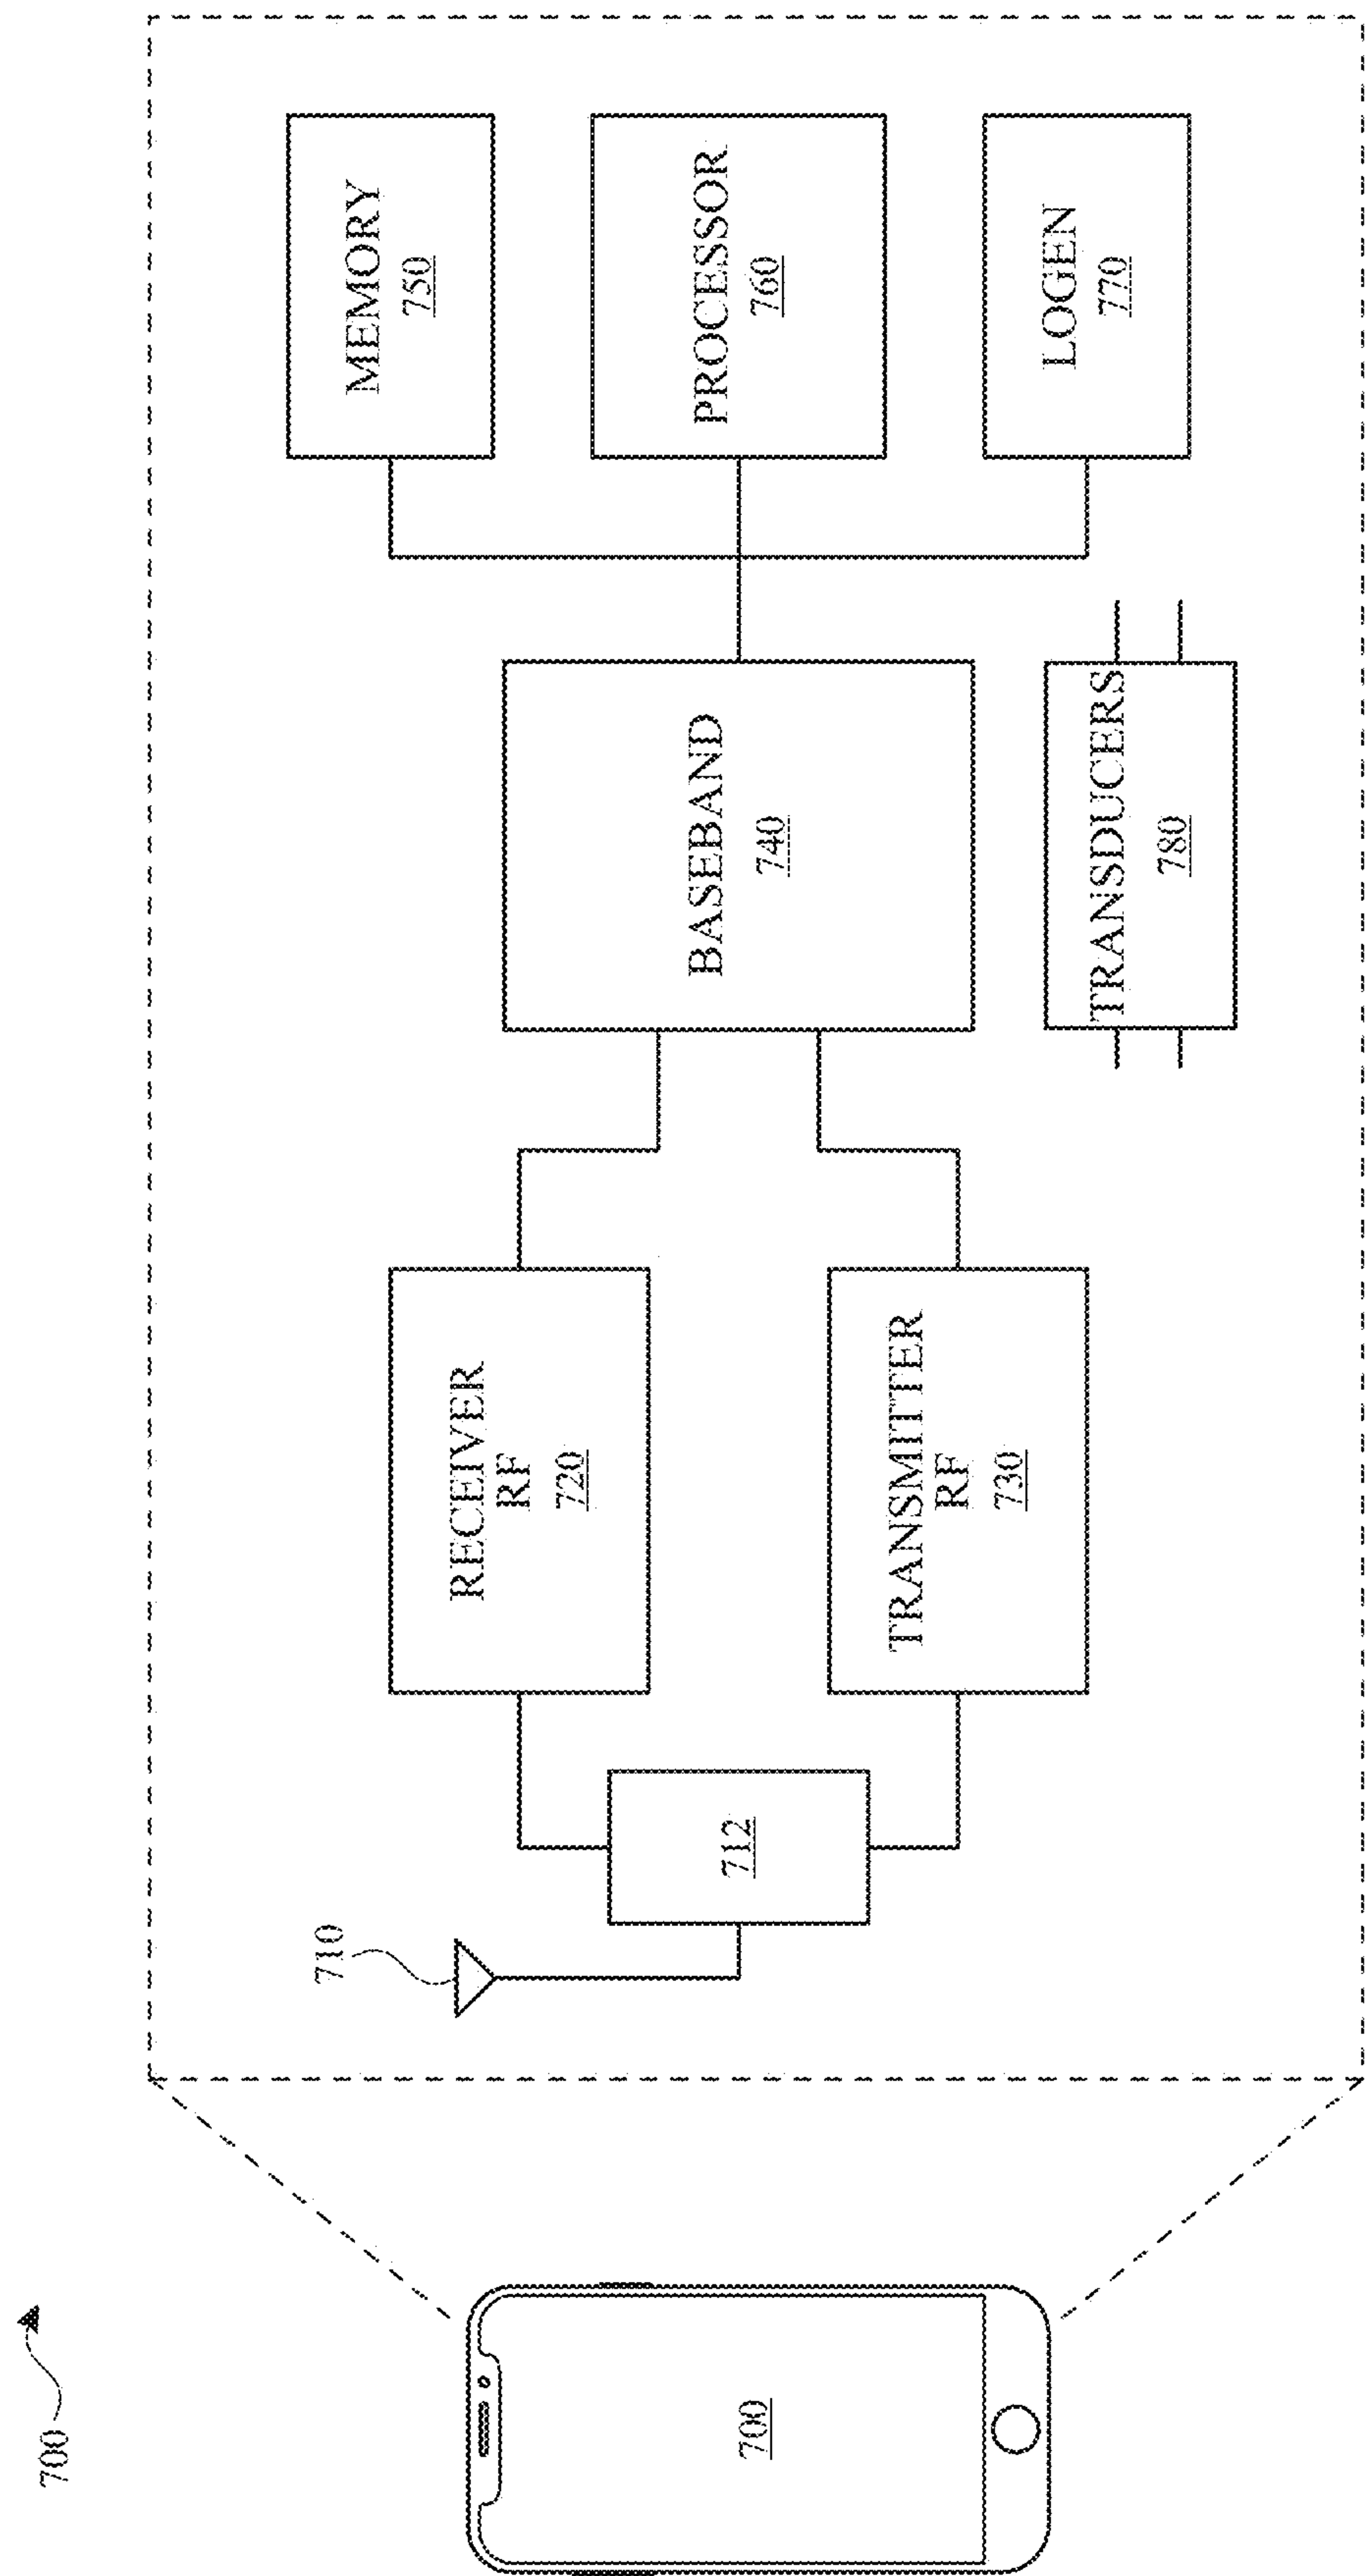 700
700
710
712
RECEIVER
RF
720
TRANSMITTER
RF
730
BASEBAND
740
TRANSDUCERS
780
MEMORY
750
PROCESSOR
760
LOGEN
770